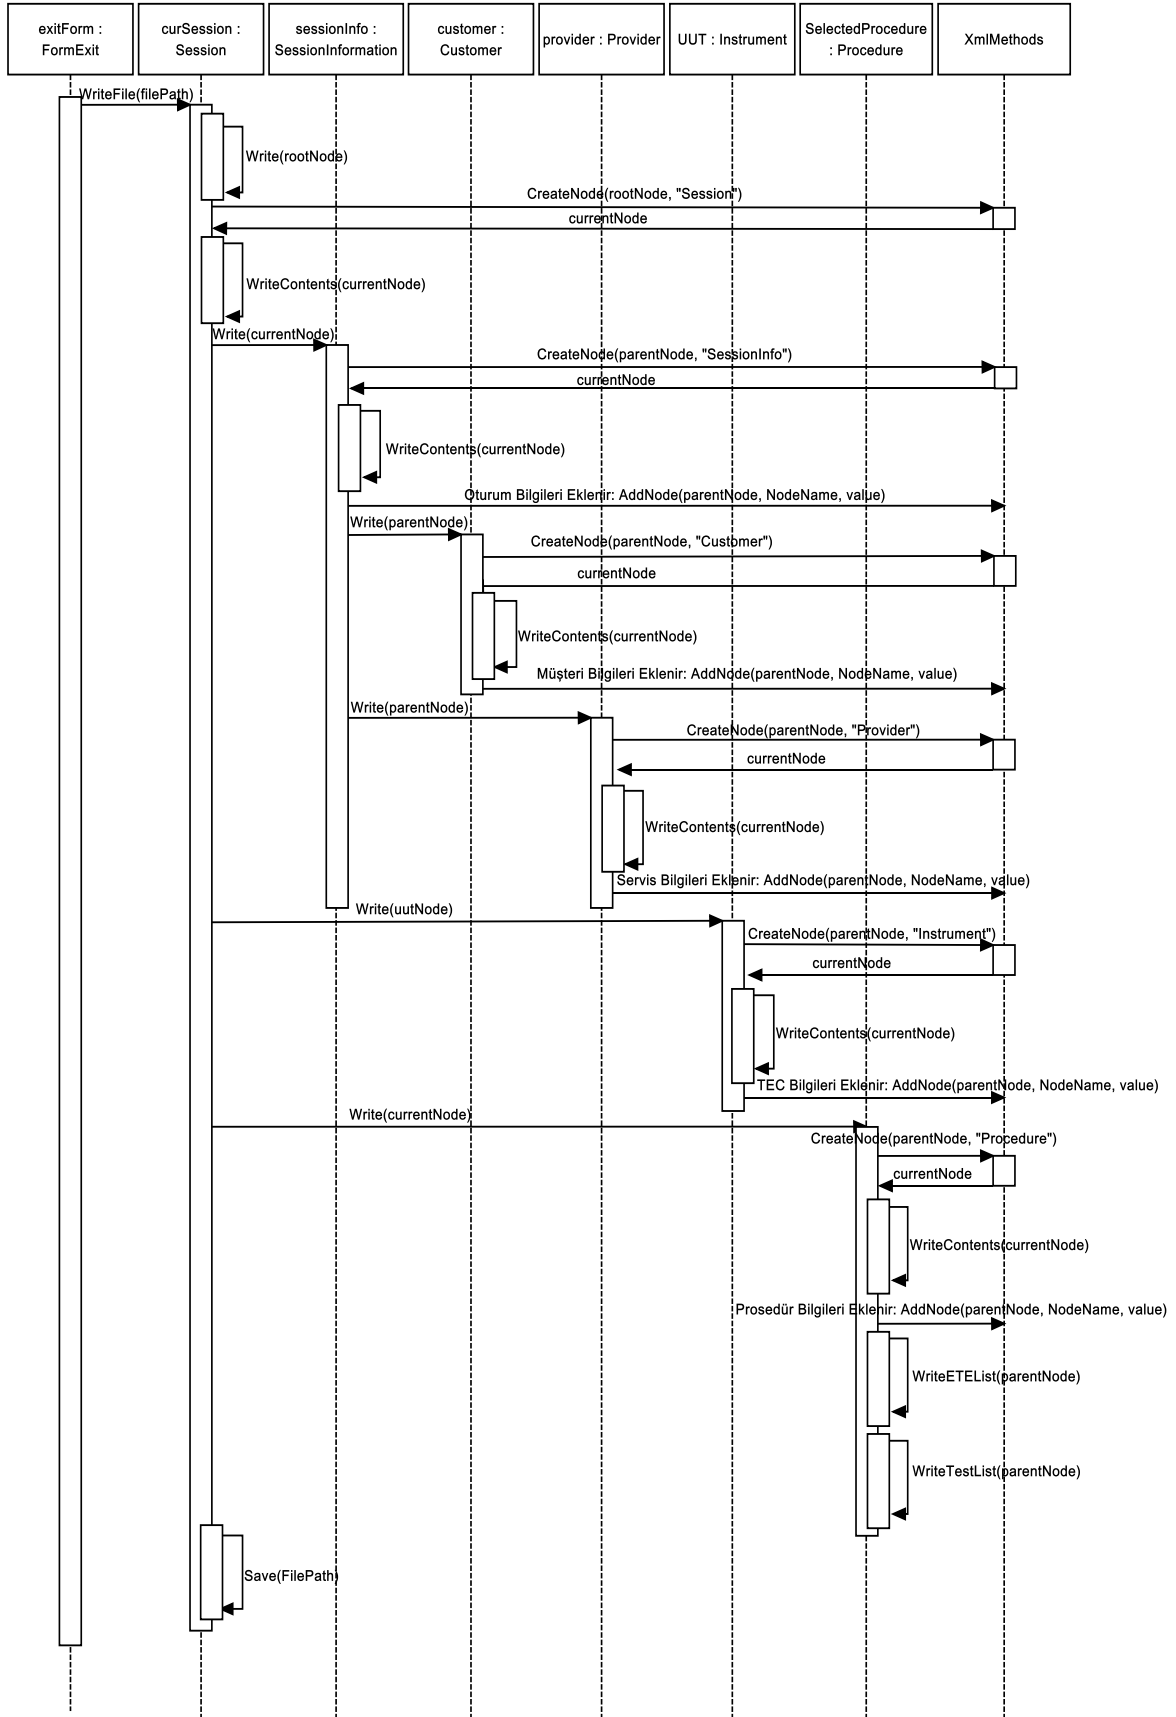 exitForm :
FormExit
curSession :
Session
sessionInfo :
SessionInformation
customer :
Customer
provider : Provider
UUT : Instrument
SelectedProcedure
: Procedure
XmlMethods
WriteFile(filePath)
Write(rootNode)
CreateNode(rootNode, "Session")
currentNode
WriteContents(currentNode)
Write(currentNode)
CreateNode(parentNode, "SessionInfo")
currentNode
WriteContents(currentNode)
Oturum Bilgileri Eklenir: AddNode(parentNode, NodeName, value)
Write(parentNode)
CreateNode(parentNode, "Customer")
currentNode
WriteContents(currentNode)
Müşteri Bilgileri Eklenir: AddNode(parentNode, NodeName, value)
Write(parentNode)
CreateNode(parentNode, "Provider")
currentNode
WriteContents(currentNode)
Servis Bilgileri Eklenir: AddNode(parentNode, NodeName, value)
Write(uutNode)
CreateNode(parentNode, "Instrument")
currentNode
WriteContents(currentNode)
TEC Bilgileri Eklenir: AddNode(parentNode, NodeName, value)
Write(currentNode)
CreateNode(parentNode, "Procedure")
currentNode
WriteContents(currentNode)
Prosedür Bilgileri Eklenir: AddNode(parentNode, NodeName, value)
WriteETEList(parentNode)
WriteTestList(parentNode)
Save(FilePath)